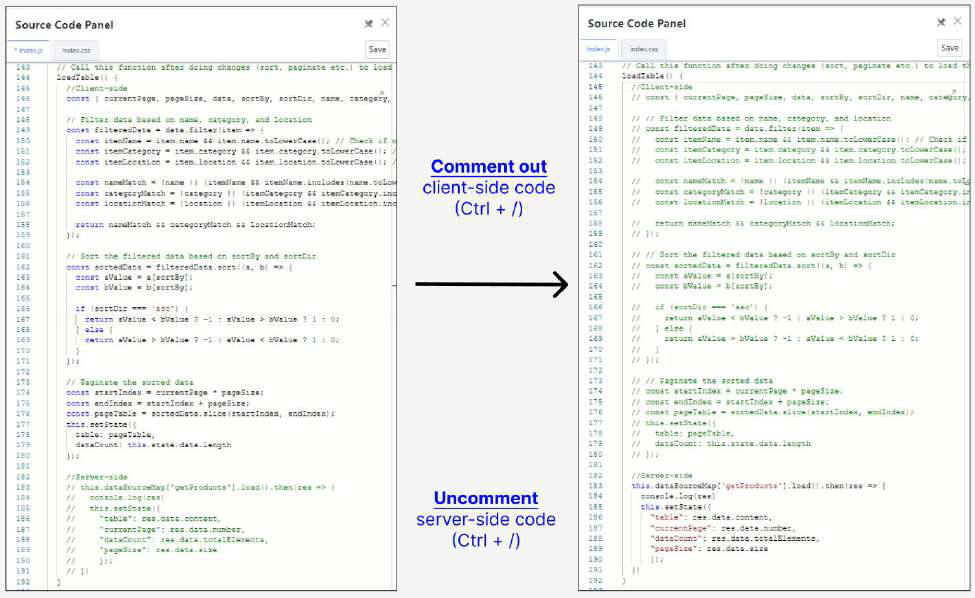 Source Code Panel
* index.js index.css Save
143 // Call this function after doing changes (sort, paginate etc.) to load
144 loadTable() {
145 //Client-side
146 const { currentPage, pageSize, data, sortBy, sortDir, name, category,
147
148 // Filter data based on name, category, and location
149 const filteredData = data.filter(item => {
150 const itemName = item.name && item.name.toLowerCase(); // Check if
151 const itemCategory = item.category && item.category.toLowerCase(); /
152 const itemLocation = item.location && item.location.toLowerCase(); /
153
154 const nameMatch = !name || (itemName && itemName.includes(name.toLow
155 const categoryMatch = !category || (itemCategory && itemCategory.inc
156 const locationMatch = !location || (itemLocation && itemLocation.inc
157
158 return nameMatch && categoryMatch && locationMatch;
159 });
160
161 // Sort the filtered data based on sortBy and sortDir
162 const sortedData = filteredData.sort((a, b) => {
163 const aValue = a[sortBy];
164 const bValue = b[sortBy];
165
166 if (sortDir === 'asc') {
167 return aValue < bValue ? -1 : aValue > bValue ? 1 : 0;
168 } else {
169 return aValue > bValue ? -1 : aValue < bValue ? 1 : 0;
170 }
171 });
172
173 // Paginate the sorted data
174 const startIndex = currentPage * pageSize;
175 const endIndex = startIndex + pageSize;
176 const pageTable = sortedData.slice(startIndex, endIndex);
177 this.setState({
178 table: pageTable,
179 dataCount: this.state.data.length
180 });
181
182 //Server-side
183 // this.dataSourceMap['getProducts'].load().then(res => {
184 // console.log(res)
185 // this.setState({
186 // "table": res.data.content,
187 // "currentPage": res.data.number,
188 // "dataCount": res.data.totalElements,
189 // "pageSize": res.data.size
190 // });
191 // })
192 }
Comment out
client-side code
(Ctrl + /)
Uncomment
server-side code
(Ctrl + /)
Source Code Panel
index.js index.css Save
143 // Call this function after doing changes (sort, paginate etc.) to load th
144 loadTable() {
145 //Client-side
146 // const { currentPage, pageSize, data, sortBy, sortDir, name, category,
147
148 // // Filter data based on name, category, and location
149 // const filteredData = data.filter(item => {
150 // const itemName = item.name && item.name.toLowerCase(); // Check if
151 // const itemCategory = item.category && item.category.toLowerCase();
152 // const itemLocation = item.location && item.location.toLowerCase();
153
154 // const nameMatch = !name || (itemName && itemName.includes(name.toL
155 // const categoryMatch = !category || (itemCategory && itemCategory.in
156 // const locationMatch = !location || (itemLocation && itemLocation.in
157
158 // return nameMatch && categoryMatch && locationMatch;
159 // });
160
161 // // Sort the filtered data based on sortBy and sortDir
162 // const sortedData = filteredData.sort((a, b) => {
163 // const aValue = a[sortBy];
164 // const bValue = b[sortBy];
165
166 // if (sortDir === 'asc') {
167 // return aValue < bValue ? -1 : aValue > bValue ? 1 : 0;
168 // } else {
169 // return aValue > bValue ? -1 : aValue < bValue ? 1 : 0;
170 // }
171 // });
172
173 // // Paginate the sorted data
174 // const startIndex = currentPage * pageSize;
175 // const endIndex = startIndex + pageSize;
176 // const pageTable = sortedData.slice(startIndex, endIndex);
177 // this.setState({
178 // table: pageTable,
179 // dataCount: this.state.data.length
180 // });
181
182 //Server-side
183 this.dataSourceMap['getProducts'].load().then(res => {
184 console.log(res)
185 this.setState({
186 "table": res.data.content,
187 "currentPage": res.data.number,
188 "dataCount": res.data.totalElements,
189 "pageSize": res.data.size
190 });
191 })
192 }